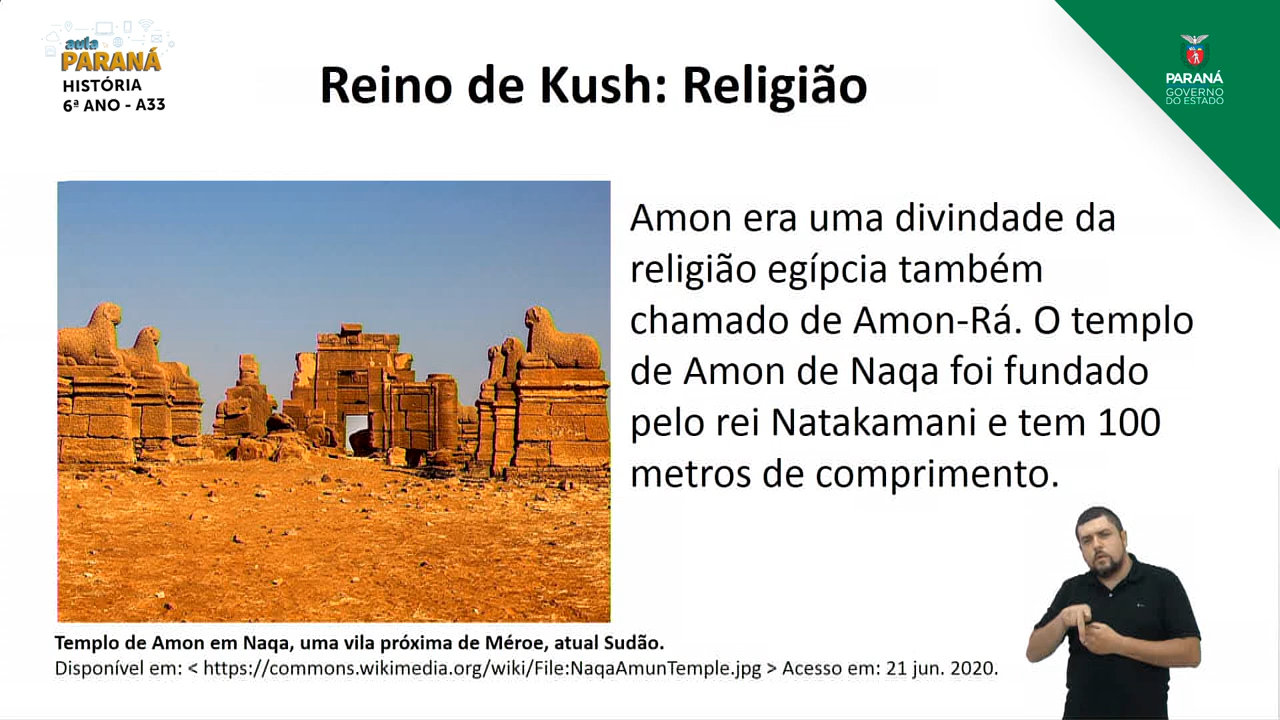 aula
PARANÁ
HISTÓRIA
6º ANO - A33
Reino de Kush: Religião
PARANÁ
GOVERNO
DO ESTADO
Amon era uma divindade da
religião egípcia também
chamado de Amon-Rá. O templo
de Amon de Naqa foi fundado
pelo rei Natakamani e tem 100
metros de comprimento.
Templo de Amon em Naqa, uma vila próxima de Méroe, atual Sudão.
Disponível em: < https://commons.wikimedia.org/wiki/File:NaqaAmunTemple.jpg > Acesso em: 21 jun. 2020.